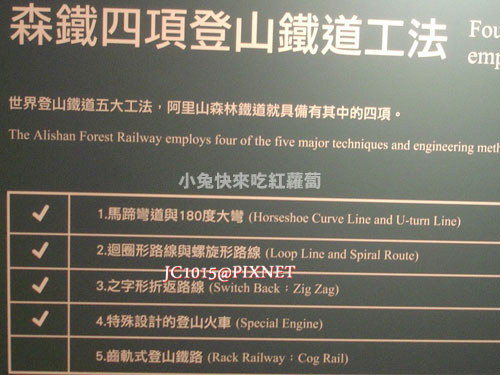 森鐵四項登山鐵道工法 Fou
emp
世界登山鐵道五大工法，阿里山森林鐵道就具備有其中的四項。
The Alishan Forest Railway employs four of the five major techniques and engineering meth
小兔快來吃紅蘿蔔
✓ 1.馬蹄彎道與180度大彎 (Horseshoe Curve Line and U-turn Line)
✓ 2.迴圈形路線與螺旋形路線 (Loop Line and Spiral Route)
JC1015@PIXNET
✓ 3.之字形折返路線 (Switch Back：Zig Zag)
✓ 4.特殊設計的登山火車 (Special Engine)
5.齒軌式登山鐵路 (Rack Railway：Cog Rail)